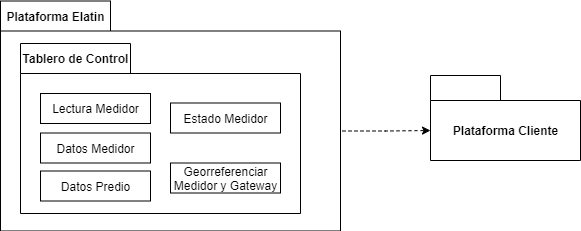 Plataforma Elatin
Tablero de Control
Lectura Medidor
Datos Medidor
Datos Predio
Estado Medidor
Georreferenciar
Medidor y Gateway
Plataforma Cliente